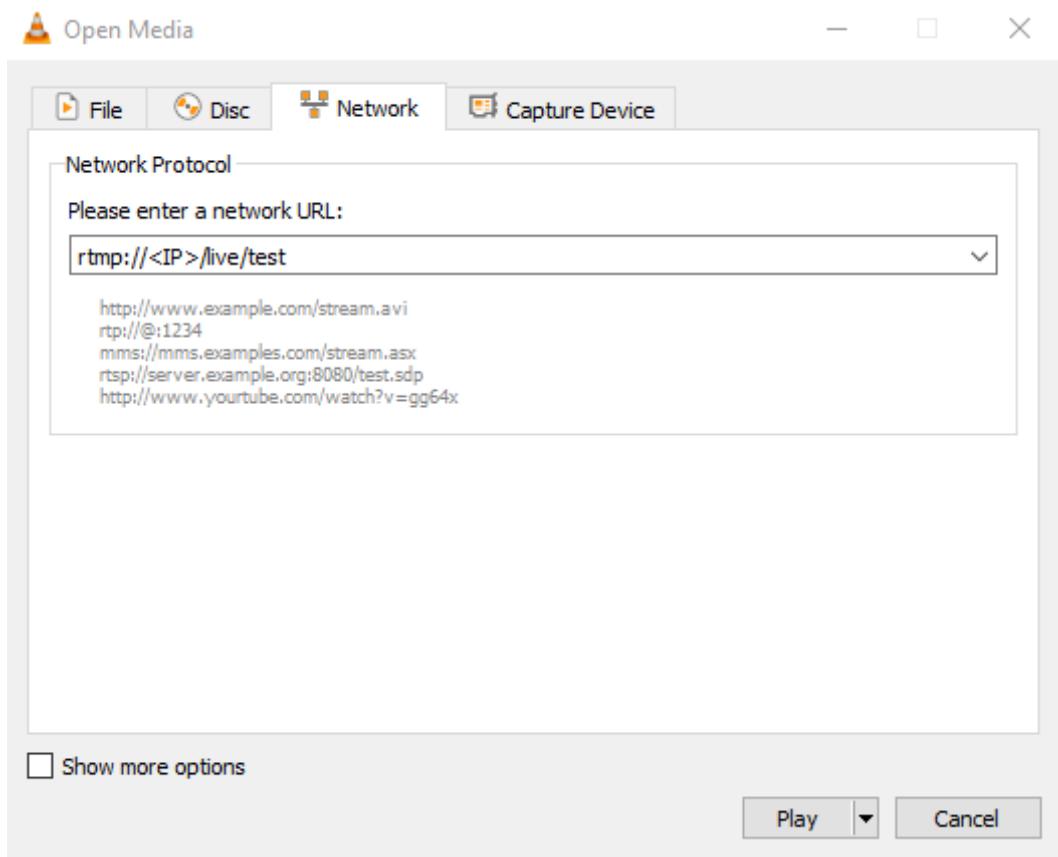 Open Media
File Disc Network Capture Device
Network Protocol
Please enter a network URL:
rtmp://<IP>/live/test
http://www.example.com/stream.avi
rtp://@:1234
mms://mms.examples.com/stream.asx
rtsp://server.example.org:8080/test.sdp
http://www.yourtube.com/watch?v=gg64x
Show more options
Play Cancel